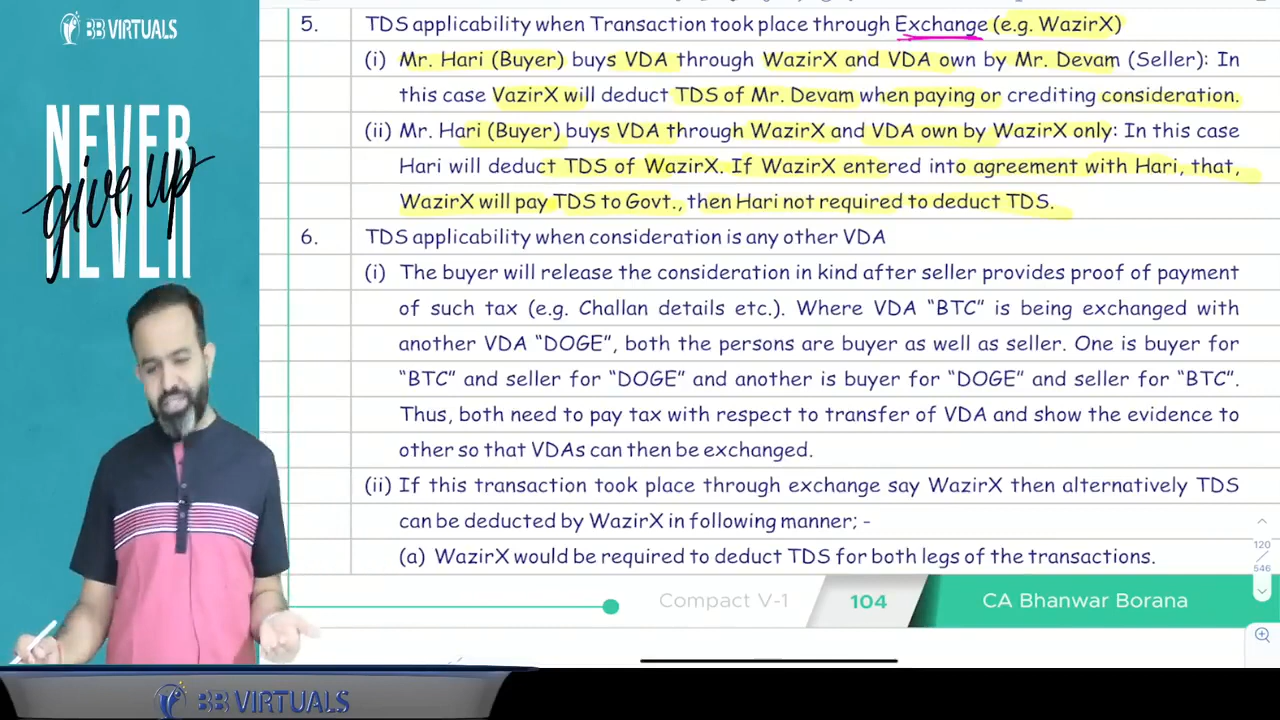 BB VIRTUALS
NEVER
give up
NEVER
5. TDS applicability when Transaction took place through Exchange (e.g. WazirX)
(i) Mr. Hari (Buyer) buys VDA through WazirX and VDA own by Mr. Devam (Seller): In
this case VazirX will deduct TDS of Mr. Devam when paying or crediting consideration.
(ii) Mr. Hari (Buyer) buys VDA through WazirX and VDA own by WazirX only: In this case
Hari will deduct TDS of WazirX. If WazirX entered into agreement with Hari, that,
WazirX will pay TDS to Govt., then Hari not required to deduct TDS.
6. TDS applicability when consideration is any other VDA
(i) The buyer will release the consideration in kind after seller provides proof of payment
of such tax (e.g. Challan details etc.). Where VDA “BTC” is being exchanged with
another VDA “DOGE”, both the persons are buyer as well as seller. One is buyer for
“BTC” and seller for “DOGE” and another is buyer for “DOGE” and seller for “BTC”.
Thus, both need to pay tax with respect to transfer of VDA and show the evidence to
other so that VDAs can then be exchanged.
(ii) If this transaction took place through exchange say WazirX then alternatively TDS
can be deducted by WazirX in following manner; -
(a) WazirX would be required to deduct TDS for both legs of the transactions.
120
546
Compact V-1
104
CA Bhanwar Borana
BB VIRTUALS